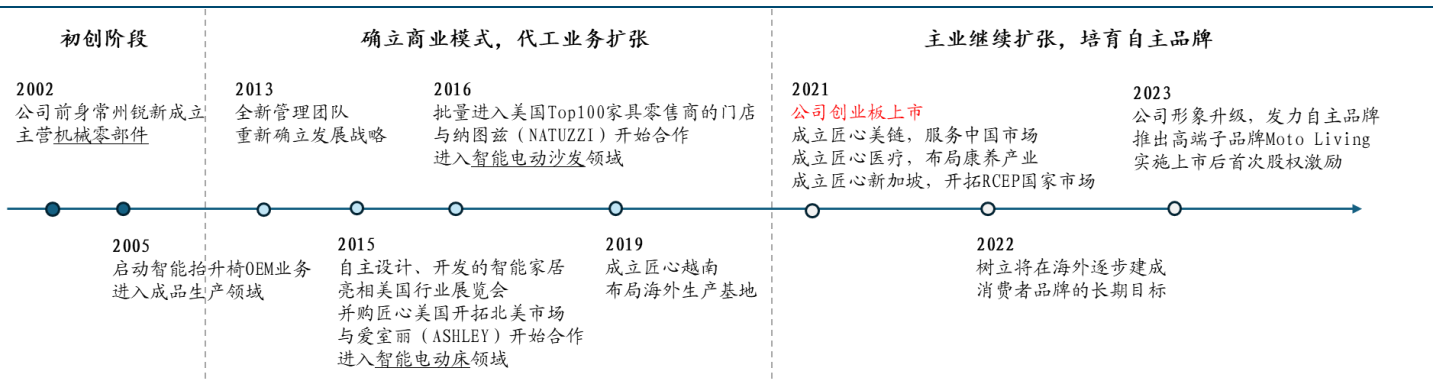 初创阶段
2002
公司前身常州锐新成立
主营机械零部件
2005
启动智能抬升椅OEM业务
进入成品生产领域
确立商业模式，代工业务扩张
2013
全新管理团队
重新确立发展战略
2015
自主设计、开发的智能家居
亮相美国行业展览会
并购匠心美国开拓北美市场
与爱室丽（ASHLEY）开始合作
进入智能电动床领域
2016
批量进入美国Top100家具零售商的门店
与纳图兹（NATUZZI）开始合作
进入智能电动沙发领域
2019
成立匠心越南
布局海外生产基地
主业继续扩张，培育自主品牌
2021
公司创业板上市
成立匠心美链，服务中国市场
成立匠心医疗，布局康养产业
成立匠心新加坡，开拓RCEP国家市场
2022
树立将在海外逐步建成
消费者品牌的长期目标
2023
公司形象升级，发力自主品牌
推出高端子品牌Moto Living
实施上市后首次股权激励